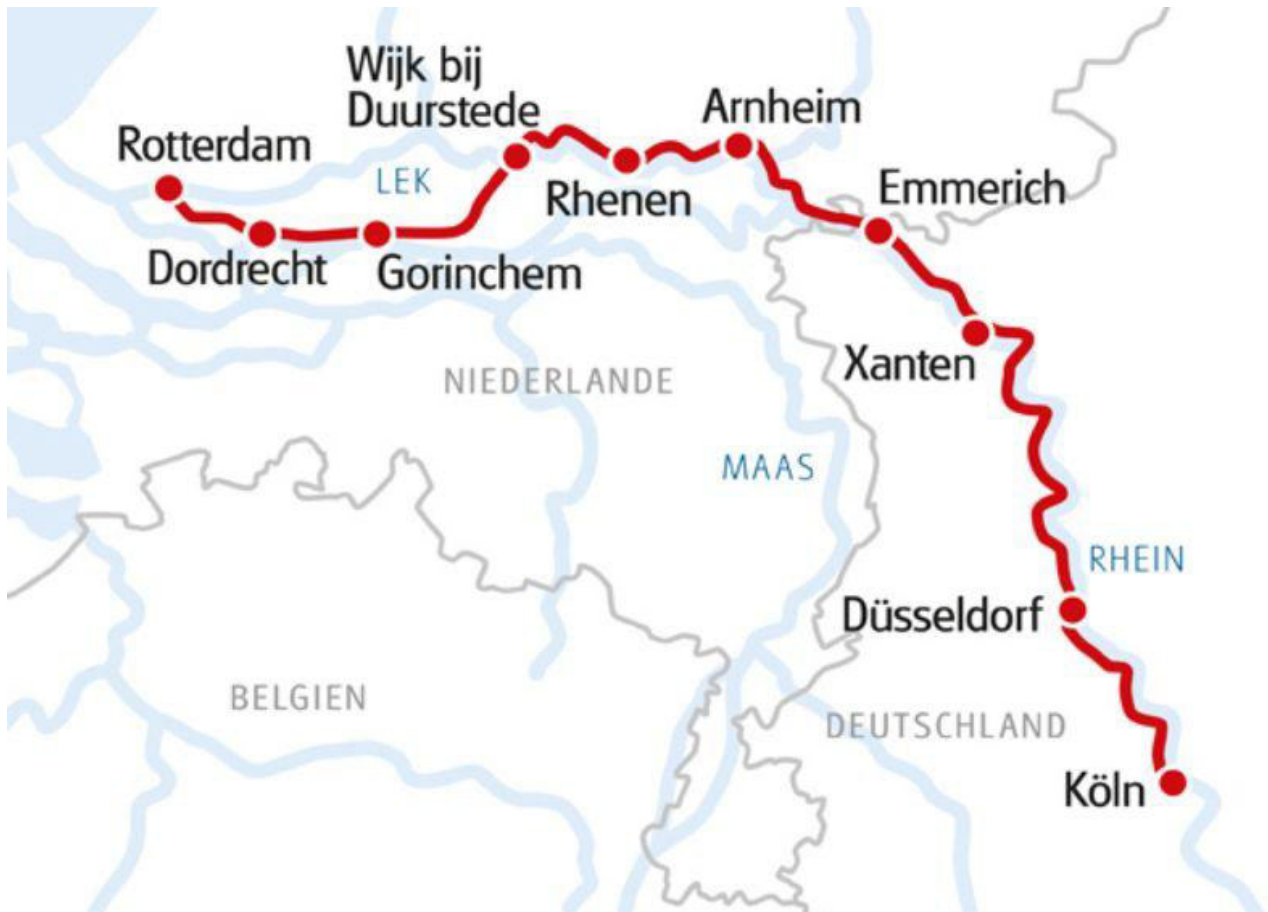 Wijk bij
Duurstede
Arnheim
Rotterdam
LEK
Rhenen
Emmerich
Dordrecht
Gorinchem
Xanten
NIEDERLANDE
MAAS
RHEIN
Düsseldorf
BELGIEN
DEUTSCHLAND
Köln